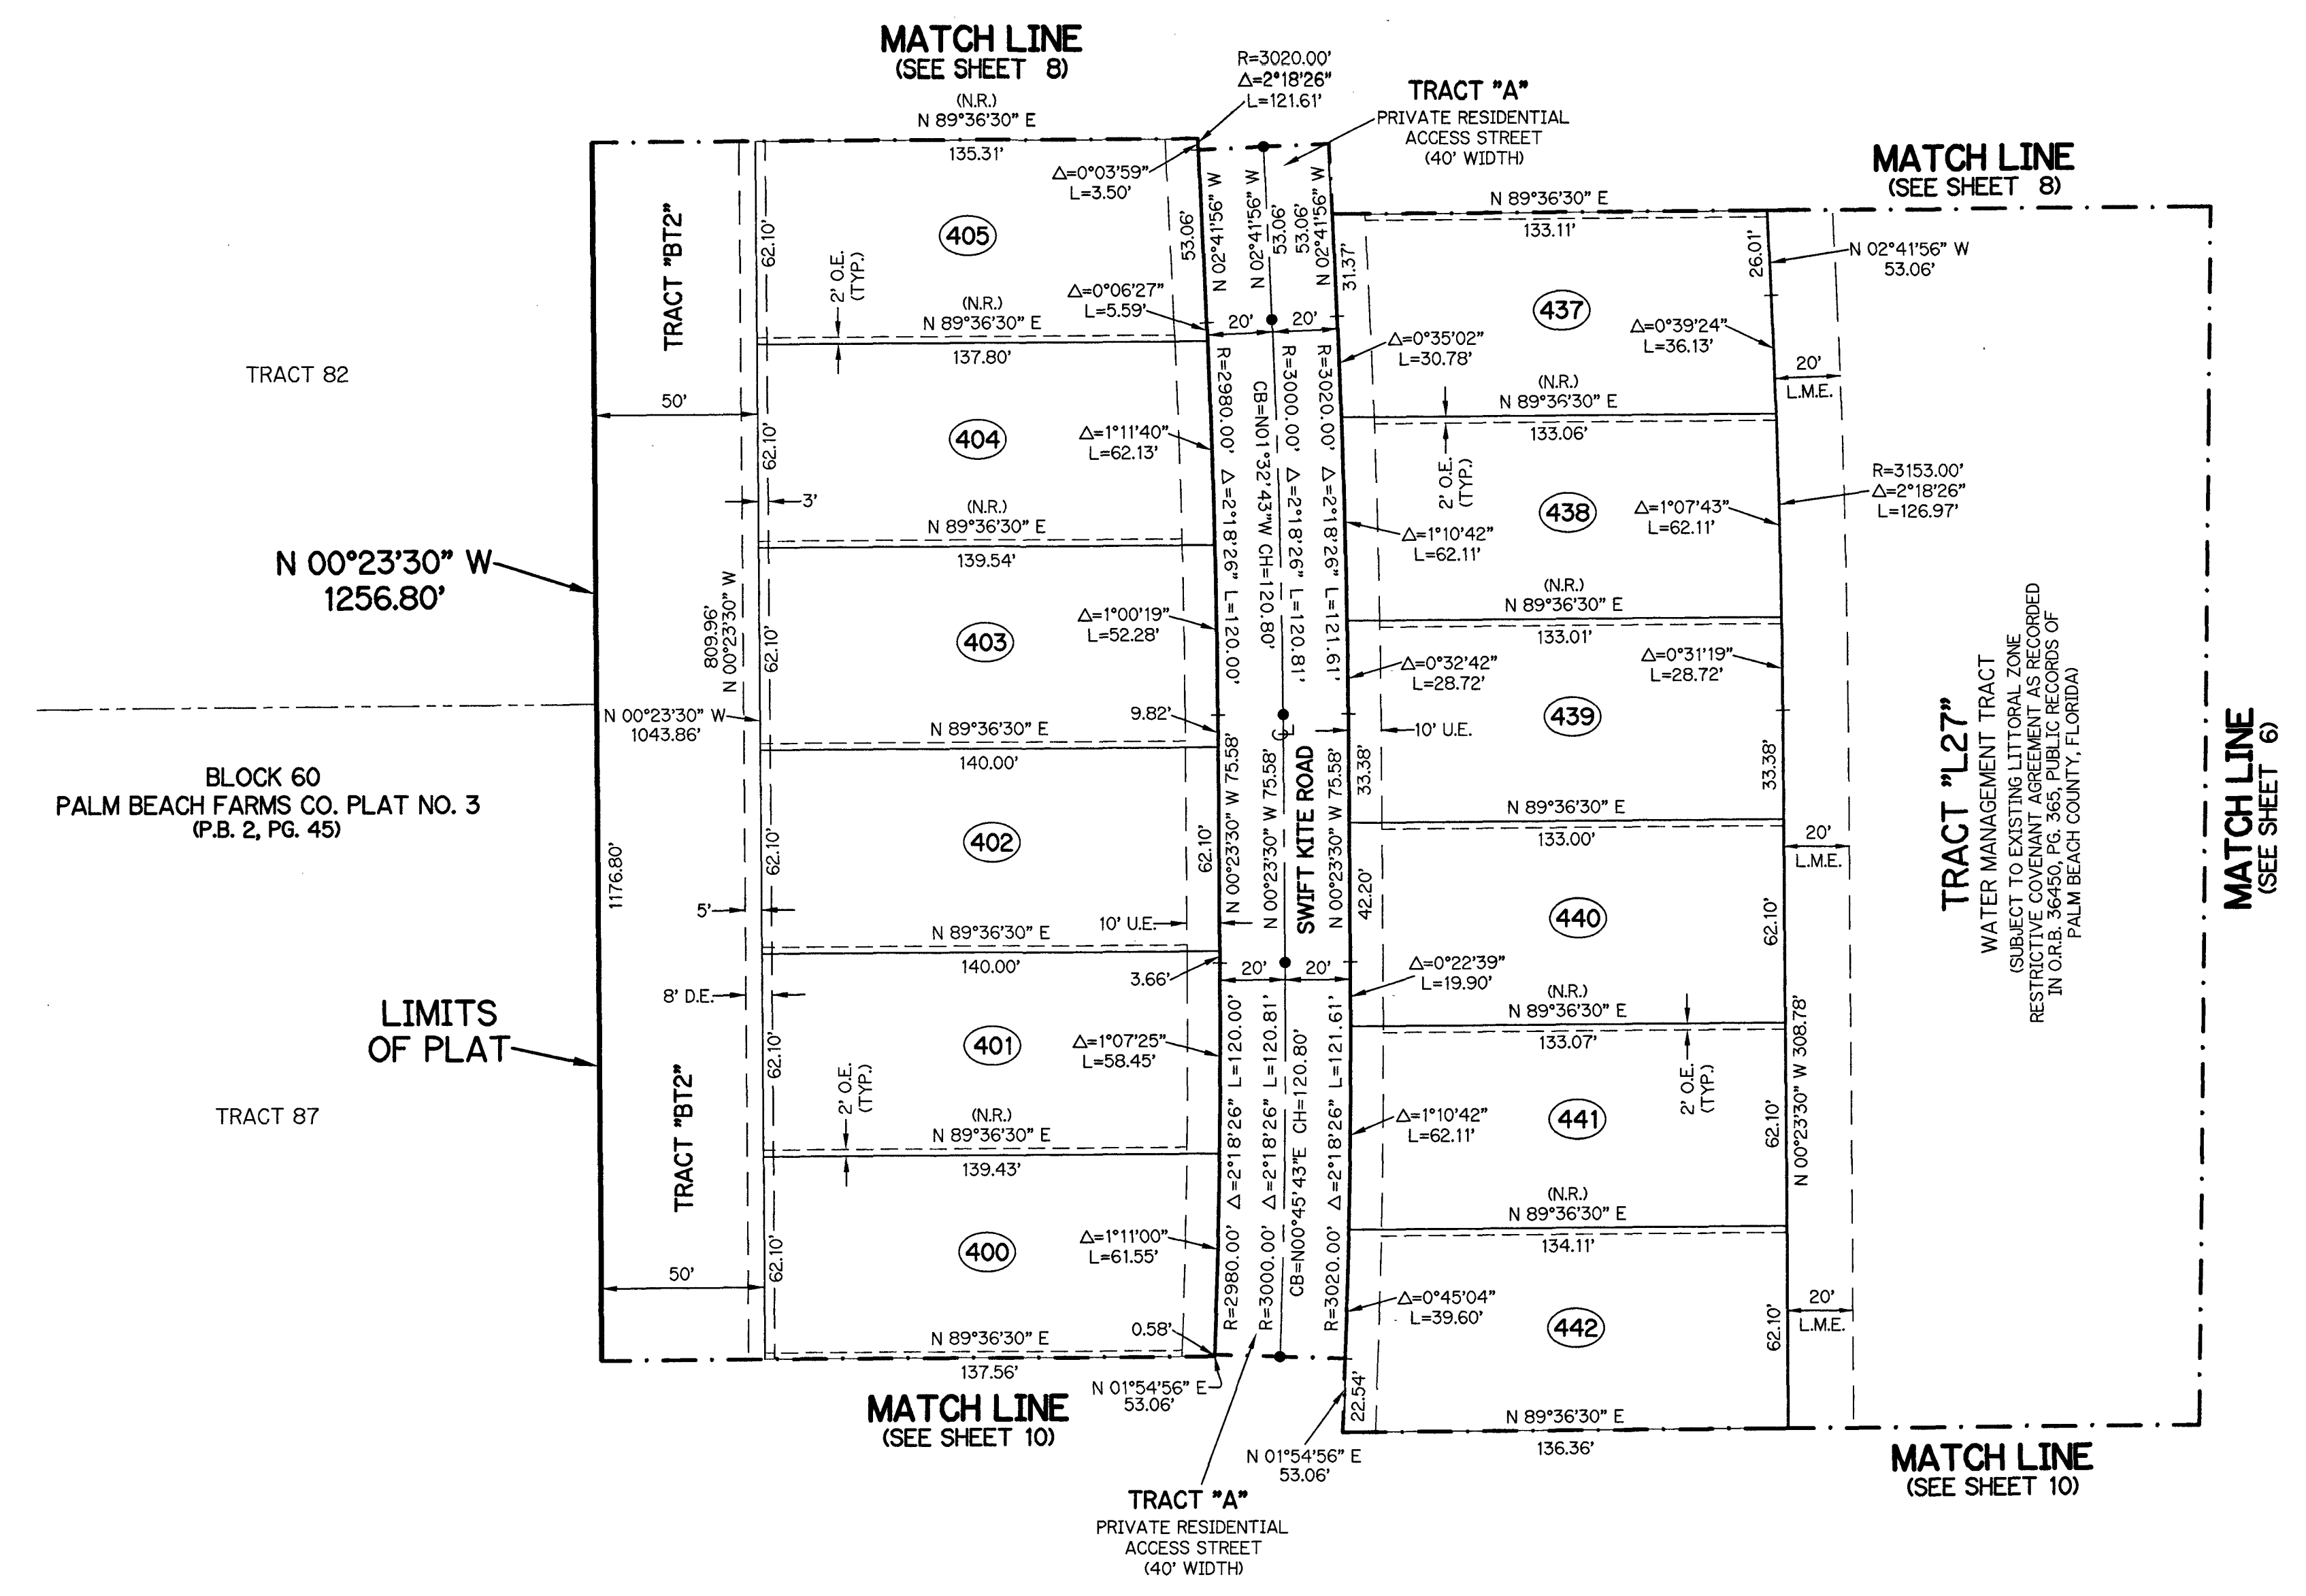 MATCH LINE
(SEE SHEET 8)
(N.R.)
N 89°36'30" E
135.31'
R=3020.00'
Δ=2°18'26"
L=121.61'
TRACT "A"
PRIVATE RESIDENTIAL
ACCESS STREET
(40' WIDTH)
MATCH LINE
(SEE SHEET 8)
N 89°36'30" E
133.11'
TRACT "BT2"
62.10'
405
2' O.E.
(TYP.)
Δ=0°03'59"
L=3.50'
53.06'
N 02°41'56" W
N 02°41'56" W
53.06'
53.06'
N 02°41'56" W
31.37'
437
26.01'
N 02°41'56" W
53.06'
Δ=0°06'27"
L=5.59'
(N.R.)
N 89°36'30" E
137.80'
20'
20'
Δ=0°35'02"
L=30.78'
Δ=0°39'24"
L=36.13'
20'
L.M.E.
(N.R.)
N 89°36'30" E
133.06'
TRACT 82
50'
62.10'
404
Δ=1°11'40"
L=62.13'
3'
(N.R.)
N 89°36'30" E
139.54'
R=2980.00' Δ=2°18'26" L=120.00'
CB=N01°32'43"W CH=120.80'
R=3000.00' Δ=2°18'26" L=120.81'
R=3020.00' Δ=2°18'26" L=121.61'
2' O.E.
(TYP.)
438
Δ=1°10'42"
L=62.11'
Δ=1°07'43"
L=62.11'
R=3153.00'
Δ=2°18'26"
L=126.97'
(N.R.)
N 89°36'30" E
133.01'
N 00°23'30" W
1256.80'
809.96'
N 00°23'30" W
62.10'
403
Δ=1°00'19"
L=52.28'
Δ=0°32'42"
L=28.72'
Δ=0°31'19"
L=28.72'
439
10' U.E.
N 00°23'30" W
1043.86'
9.82'
N 89°36'30" E
140.00'
33.38'
33.38'
N 89°36'30" E
133.00'
BLOCK 60
PALM BEACH FARMS CO. PLAT NO. 3
(P.B. 2, PG. 45)
1176.80'
62.10'
402
62.10'
N 00°23'30" W 75.58'
N 00°23'30" W 75.58'
CL
SWIFT KITE ROAD
N 00°23'30" W 75.58'
42.20'
440
62.10'
20'
L.M.E.
5'
10' U.E.
N 89°36'30" E
140.00'
3.66'
20'
20'
Δ=0°22'39"
L=19.90'
(N.R.)
N 89°36'30" E
133.07'
TRACT "L27"
WATER MANAGEMENT TRACT
(SUBJECT TO EXISTING LITTORAL ZONE
RESTRICTIVE COVENANT AGREEMENT AS RECORDED
IN O.R.B. 36450, PG. 365, PUBLIC RECORDS OF
PALM BEACH COUNTY, FLORIDA)
MATCH LINE
(SEE SHEET 6)
8' D.E.
LIMITS
OF PLAT
62.10'
401
Δ=1°07'25"
L=58.45'
2' O.E.
(TYP.)
(N.R.)
N 89°36'30" E
139.43'
TRACT 87
TRACT "BT2"
R=2980.00' Δ=2°18'26" L=120.00'
R=3000.00' Δ=2°18'26" L=120.81'
CB=N00°45'43"E CH=120.80'
R=3020.00' Δ=2°18'26" L=121.61'
Δ=1°10'42"
L=62.11'
441
2' O.E.
(TYP.)
62.10'
N 00°23'30" W 308.78'
(N.R.)
N 89°36'30" E
134.11'
50'
62.10'
400
Δ=1°11'00"
L=61.55'
0.58'
N 89°36'30" E
137.56'
Δ=0°45'04"
L=39.60'
442
62.10'
20'
L.M.E.
N 01°54'56" E
53.06'
22.54'
N 89°36'30" E
136.36'
MATCH LINE
(SEE SHEET 10)
N 01°54'56" E
53.06'
MATCH LINE
(SEE SHEET 10)
TRACT "A"
PRIVATE RESIDENTIAL
ACCESS STREET
(40' WIDTH)